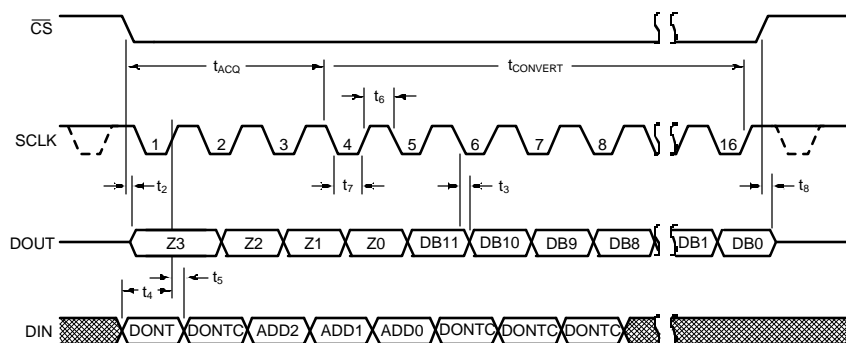 CS
tACQ
tCONVERT
t6
SCLK
1 2 3 4 5 6 7 8 16
t2 t7 t3 t8
DOUT
Z3 Z2 Z1 Z0 DB11 DB10 DB9 DB8 DB1 DB0
t4 t5
DIN
DONT DONTC ADD2 ADD1 ADD0 DONTC DONTC DONTC